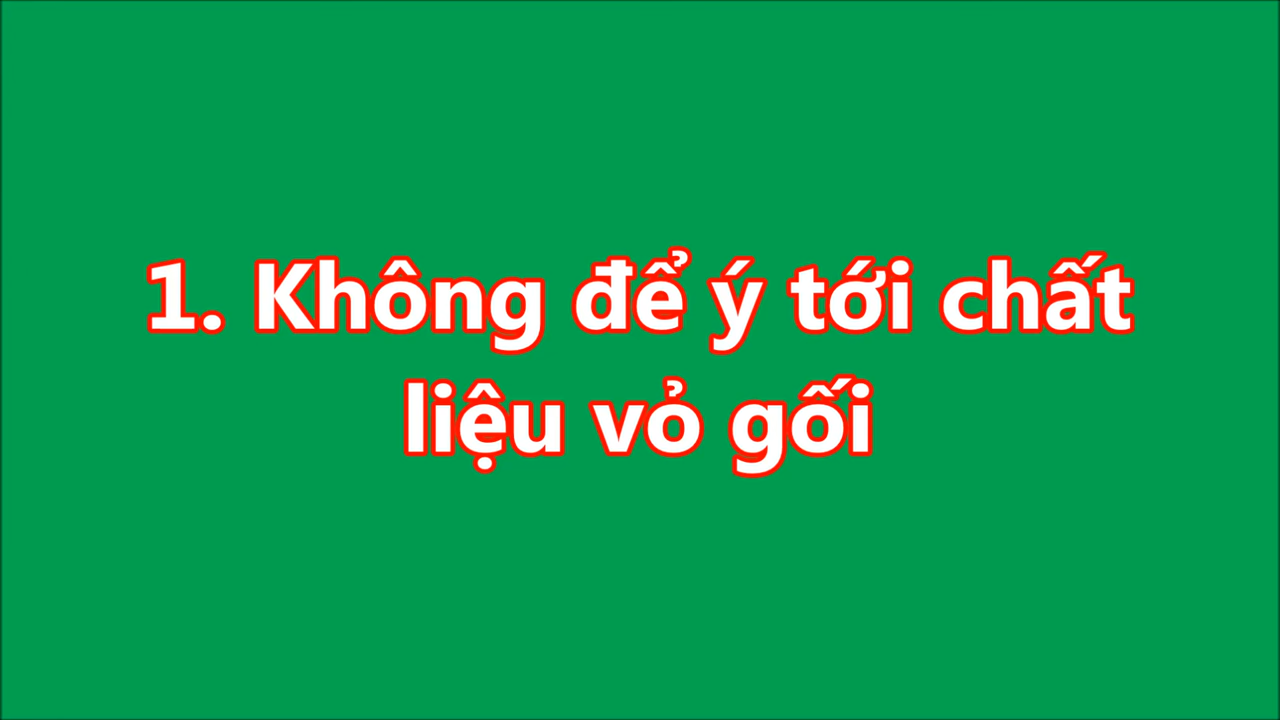 1. Không để ý tới chất
liệu vỏ gối